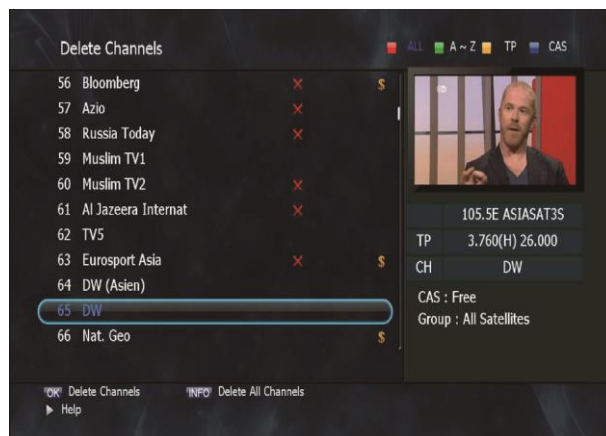 Delete Channels
ALL A ~ Z TP CAS
56 Bloomberg X $
57 Azio X
58 Russia Today X
59 Muslim TV1
60 Muslim TV2 X
61 Al Jazeera Internat X
62 TV5
63 Eurosport Asia X $
64 DW (Asien)
65 DW
66 Nat. Geo $
105.5E ASIASAT3S
TP 3.760(H) 26.000
CH DW
CAS : Free
Group : All Satellites
OK Delete Channels INFO Delete All Channels
Help